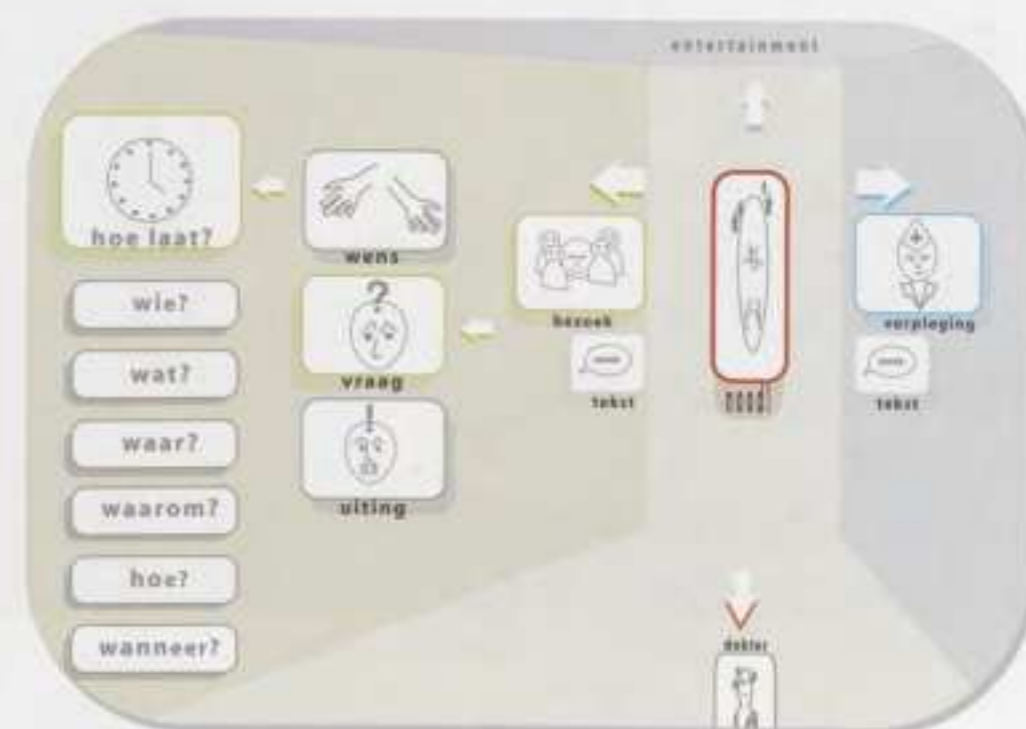 entertainment
hoe laat?
wie?
wat?
waar?
waarom?
hoe?
wanneer?
wens
?
vraag
!
uiting
bezoek
tekst
verpleging
tekst
dokter